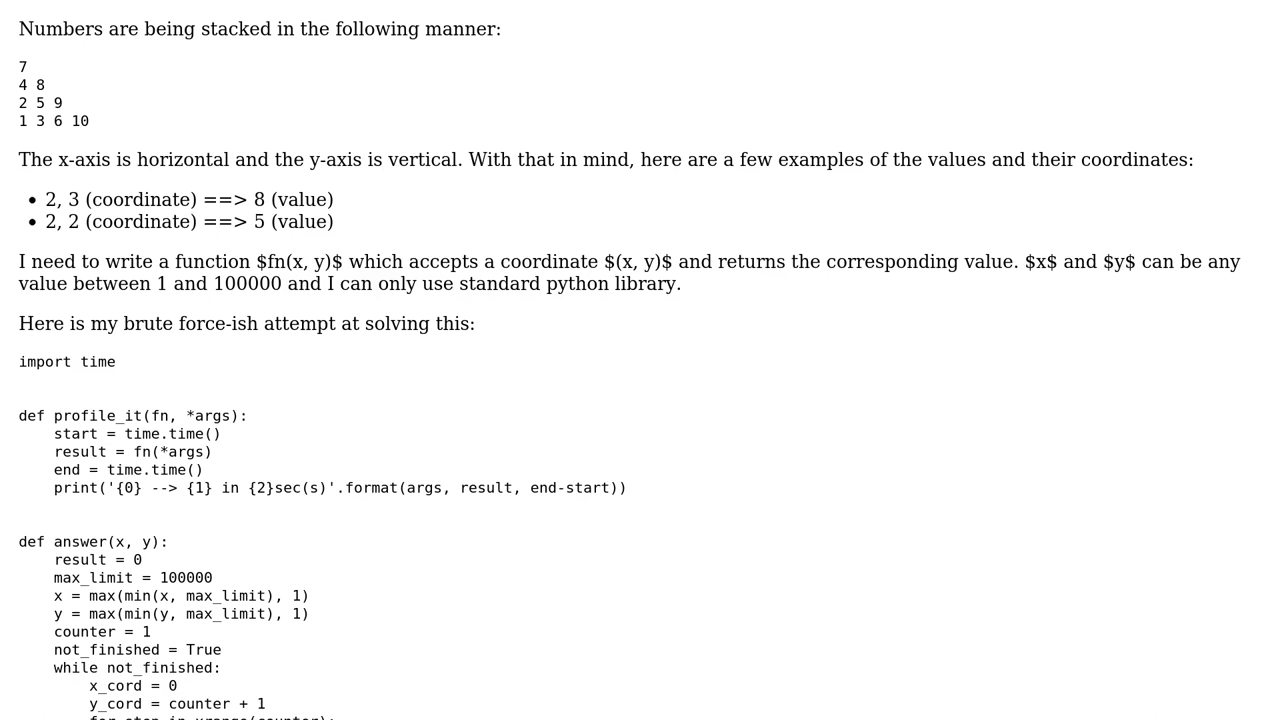 Numbers are being stacked in the following manner:
7
4 8
2 5 9
1 3 6 10
The x-axis is horizontal and the y-axis is vertical. With that in mind, here are a few examples of the values and their coordinates:
• 2, 3 (coordinate) ==> 8 (value)
• 2, 2 (coordinate) ==> 5 (value)
I need to write a function $fn(x, y)$ which accepts a coordinate $(x, y)$ and returns the corresponding value. $x$ and $y$ can be any
value between 1 and 100000 and I can only use standard python library.
Here is my brute force-ish attempt at solving this:
import time
def profile_it(fn, *args):
    start = time.time()
    result = fn(*args)
    end = time.time()
    print('{0} --> {1} in {2}sec(s)'.format(args, result, end-start))
def answer(x, y):
    result = 0
    max_limit = 100000
    x = max(min(x, max_limit), 1)
    y = max(min(y, max_limit), 1)
    counter = 1
    not_finished = True
    while not_finished:
        x_cord = 0
        y_cord = counter + 1
        for step in xrange(counter):